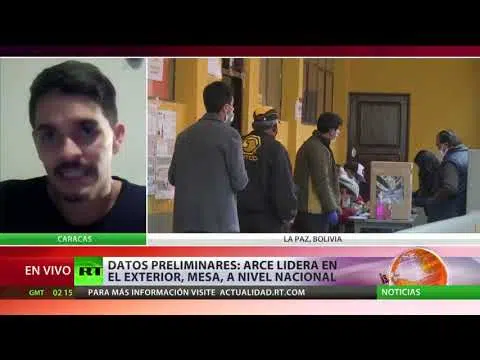 CARACAS
LA PAZ, BOLIVIA
EN VIVO
RT
DATOS PRELIMINARES: ARCE LIDERA EN
EL EXTERIOR, MESA, A NIVEL NACIONAL
GMT 02:15
PARA MÁS INFORMACIÓN VISITE ACTUALIDAD.RT.COM
NOTICIAS